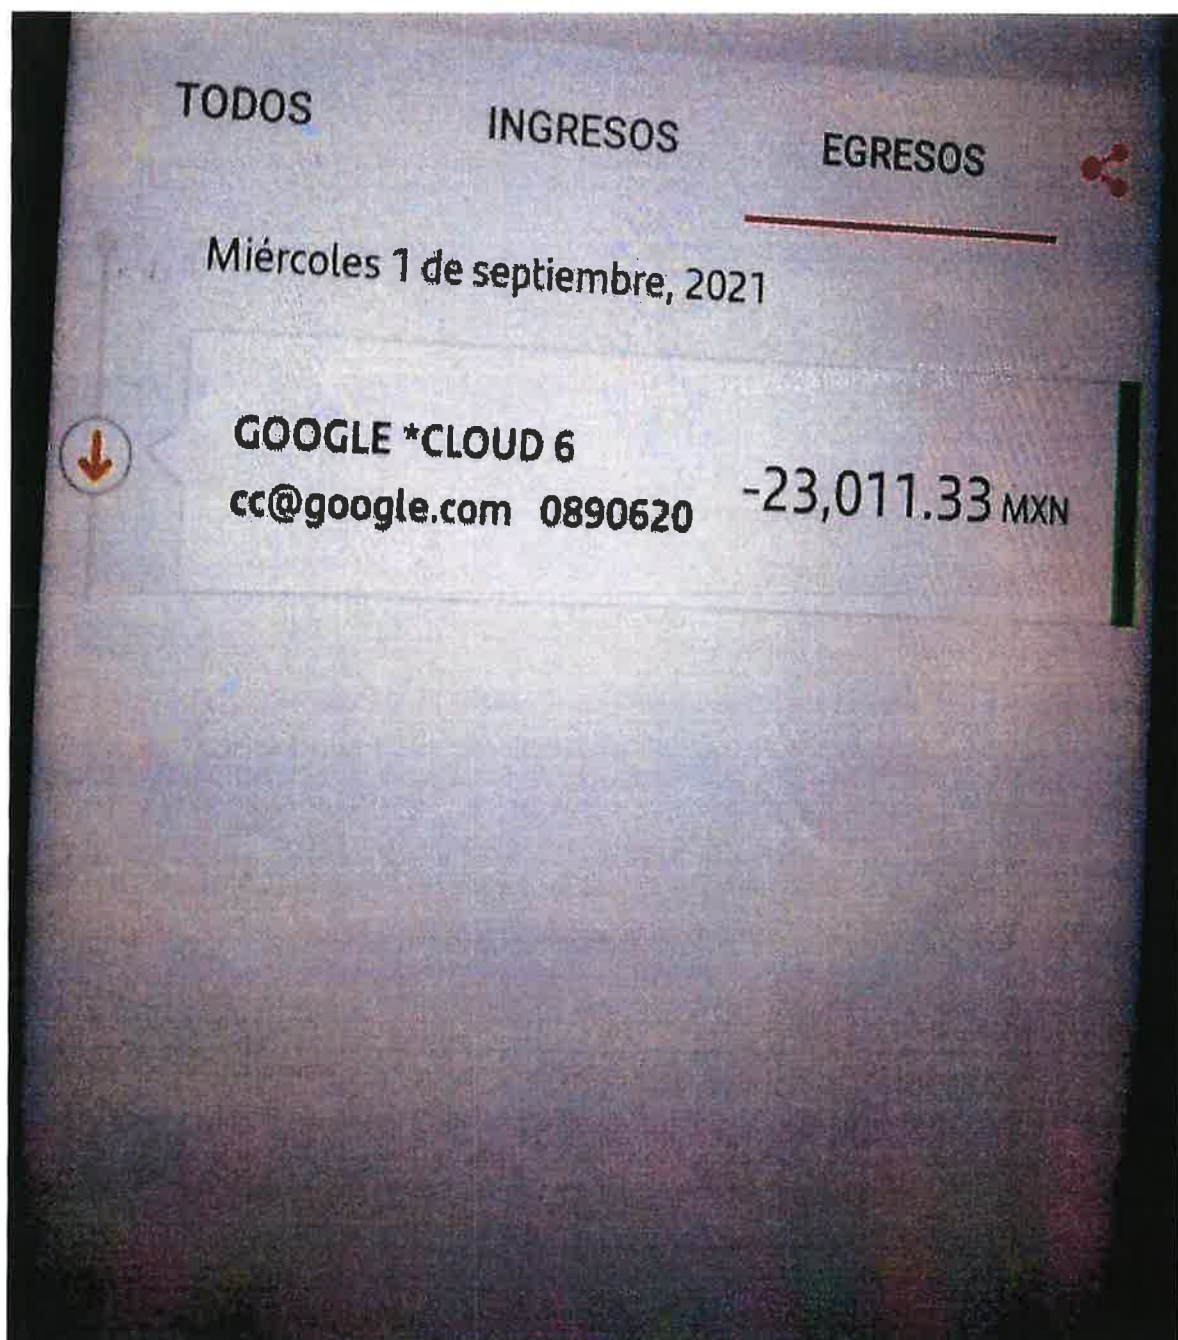 TODOS INGRESOS EGRESOS
Miércoles 1 de septiembre, 2021
GOOGLE *CLOUD 6
cc@google.com 0890620 -23,011.33 MXN